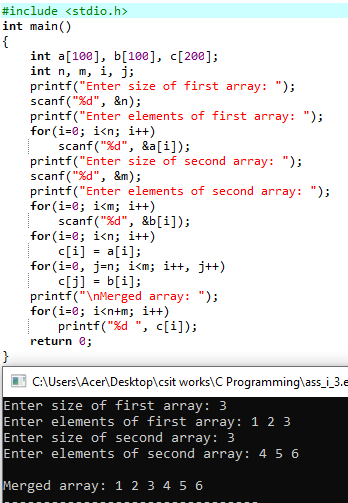 #include <stdio.h>
int main()
{
    int a[100], b[100], c[200];
    int n, m, i, j;
    printf("Enter size of first array: ");
    scanf("%d", &n);
    printf("Enter elements of first array: ");
    for(i=0; i<n; i++)
        scanf("%d", &a[i]);
    printf("Enter size of second array: ");
    scanf("%d", &m);
    printf("Enter elements of second array: ");
    for(i=0; i<m; i++)
        scanf("%d", &b[i]);
    for(i=0; i<n; i++)
        c[i] = a[i];
    for(i=0, j=n; i<m; i++, j++)
        c[j] = b[i];
    printf("\nMerged array: ");
    for(i=0; i<n+m; i++)
        printf("%d ", c[i]);
    return 0;
}
C:\Users\Acer\Desktop\csit works\C Programming\ass_i_3.e
Enter size of first array: 3
Enter elements of first array: 1 2 3
Enter size of second array: 3
Enter elements of second array: 4 5 6

Merged array: 1 2 3 4 5 6